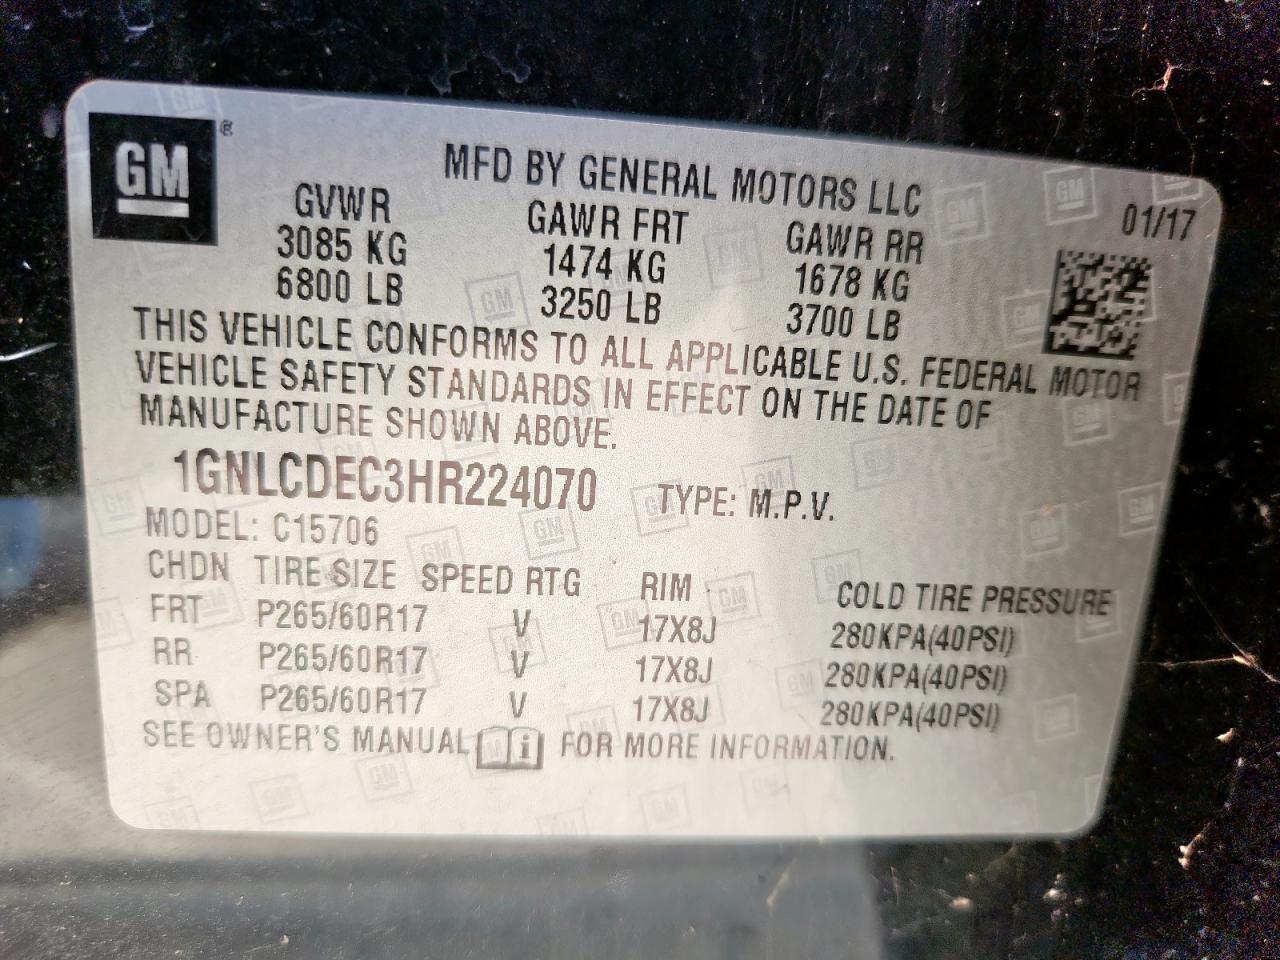 GM ®
MFD BY GENERAL MOTORS LLC
01/17
GVWR GAWR FRT GAWR RR
3085 KG 1474 KG 1678 KG
6800 LB 3250 LB 3700 LB
THIS VEHICLE CONFORMS TO ALL APPLICABLE U.S. FEDERAL MOTOR
VEHICLE SAFETY STANDARDS IN EFFECT ON THE DATE OF
MANUFACTURE SHOWN ABOVE.
1GNLCDEC3HR224070 TYPE: M.P.V.
MODEL: C15706
CHDN TIRE SIZE SPEED RTG RIM COLD TIRE PRESSURE
FRT P265/60R17 V 17X8J 280KPA(40PSI)
RR P265/60R17 V 17X8J 280KPA(40PSI)
SPA P265/60R17 V 17X8J 280KPA(40PSI)
SEE OWNER'S MANUAL i FOR MORE INFORMATION.